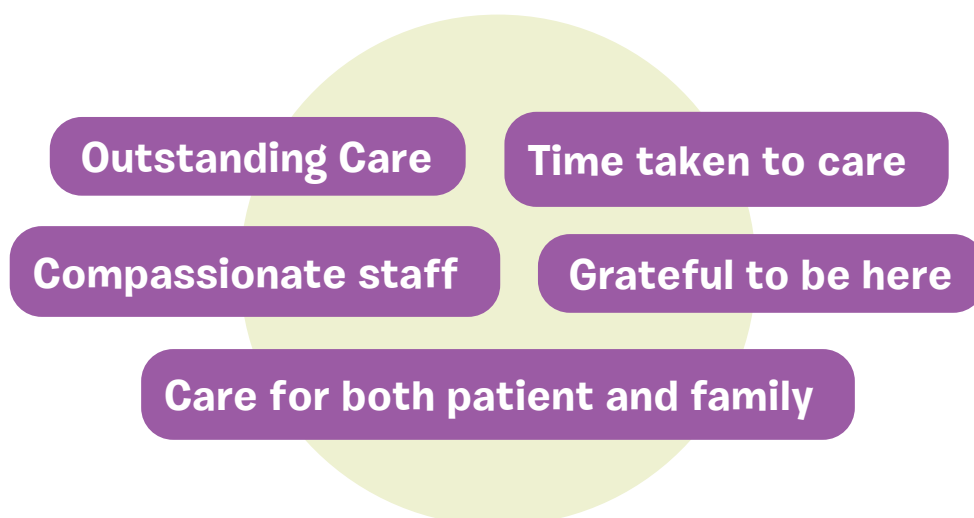 Outstanding Care
Time taken to care
Compassionate staff
Grateful to be here
Care for both patient and family